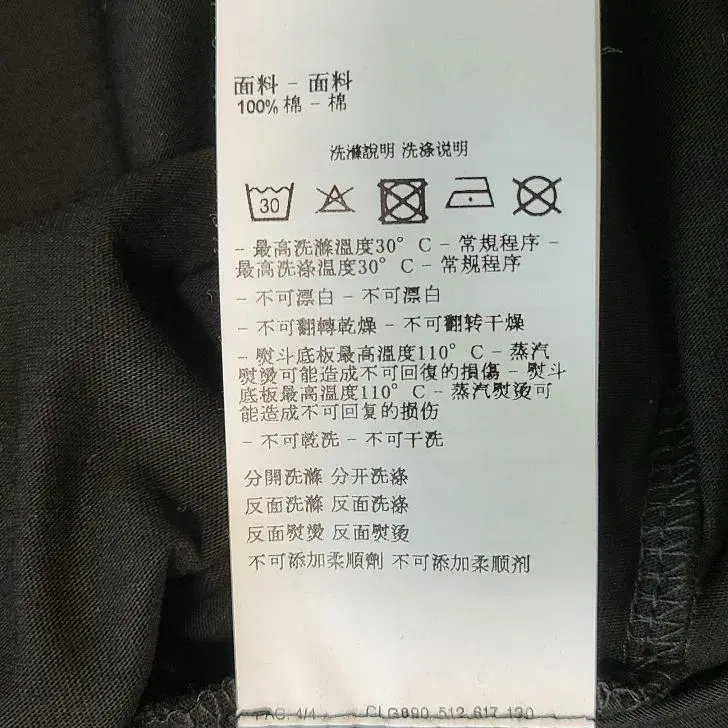 面料 - 面料
100% 棉 - 棉
洗滌說明 洗涤说明
30
- 最高洗滌溫度30° C - 常規程序 -
最高洗涤温度30° C - 常规程序
- 不可漂白 - 不可漂白
- 不可翻轉乾燥 - 不可翻转干燥
- 熨斗底板最高溫度110° C - 蒸汽
熨燙可能造成不可回復的損傷 - 熨斗
底板最高温度110° C - 蒸汽熨烫可
能造成不可回复的损伤
- 不可乾洗 - 不可干洗
分開洗滌 分开洗涤
反面洗滌 反面洗涤
反面熨燙 反面熨烫
不可添加柔順劑 不可添加柔顺剂
4/4 512 617 130